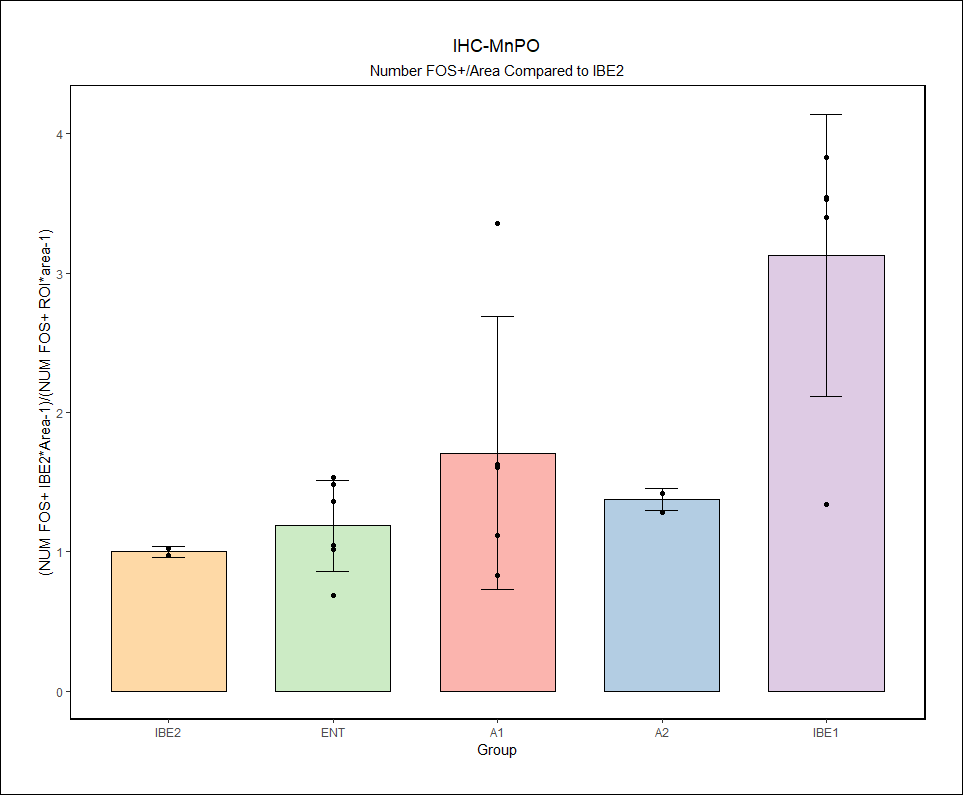 IHC-MnPO
Number FOS+/Area Compared to IBE2
(NUM FOS+ IBE2*Area-1)/(NUM FOS+ ROI*area-1)
4
3
2
1
0
IBE2 ENT A1 A2 IBE1
Group